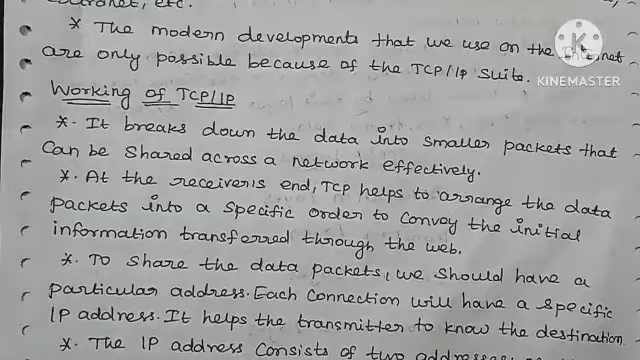 etc.
* The modern developments that we use on the Internet
are only possible because of the TCP/IP Suite.
Working of TCP/IP
*. It breaks down the data into smaller packets that
can be shared across a network effectively.
*. At the receiver's end, TCP helps to arrange the data
packets into a specific order to convey the initial
information transferred through the web.
*. To share the data packets, we should have a
particular address. Each connection will have a specific
IP address. It helps the transmitter to know the destination.
*. The IP address consists of two addresses
KINEMASTER